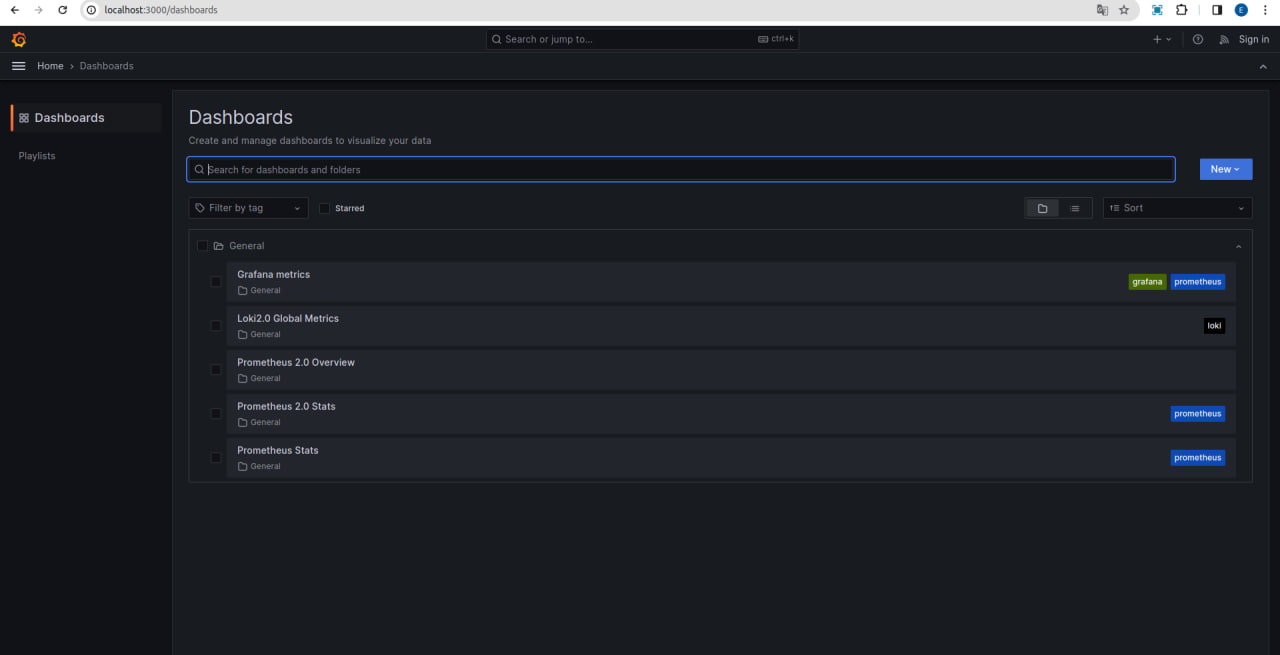 localhost:3000/dashboards
E
Search or jump to...
ctrl+k
Sign in
Home › Dashboards
Dashboards
Playlists
Dashboards
Create and manage dashboards to visualize your data
Search for dashboards and folders
New
Filter by tag
Starred
Sort
General
Grafana metrics
General
grafana prometheus
Loki2.0 Global Metrics
General
loki
Prometheus 2.0 Overview
General
Prometheus 2.0 Stats
General
prometheus
Prometheus Stats
General
prometheus